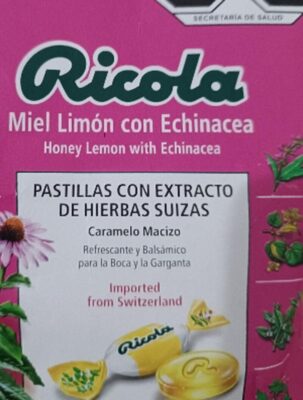 SECRETARÍA DE SALUD
Ricola
Miel Limón con Echinacea
Honey Lemon with Echinacea
PASTILLAS CON EXTRACTO
DE HIERBAS SUIZAS
Caramelo Macizo
Refrescante y Balsámico
para la Boca y la Garganta
Imported
from Switzerland
Ricola